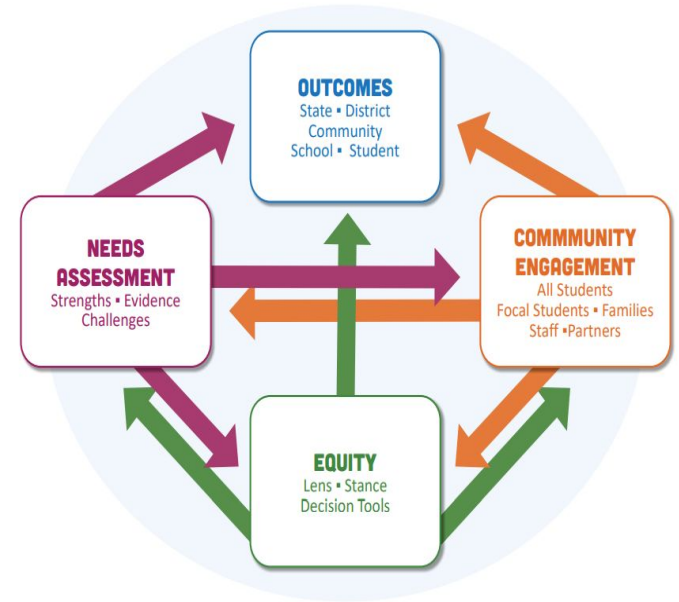 OUTCOMES
State ▪ District
Community
School ▪ Student
NEEDS
ASSESSMENT
Strengths ▪ Evidence
Challenges
COMMMUNITY
ENGAGEMENT
All Students
Focal Students ▪ Families
Staff ▪Partners
EQUITY
Lens ▪ Stance
Decision Tools